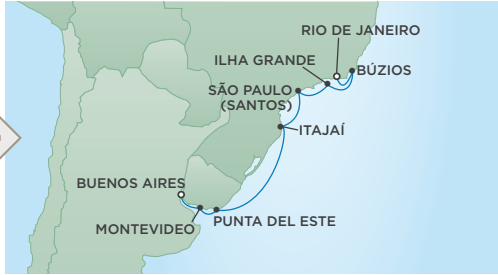 RIO DE JANEIRO
ILHA GRANDE
BÚZIOS
SÃO PAULO
(SANTOS)
ITAJAÍ
BUENOS AIRES
PUNTA DEL ESTE
MONTEVIDEO